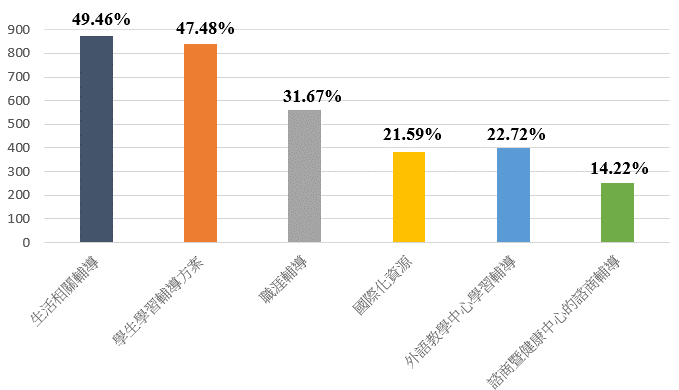 49.46%
47.48%
31.67%
21.59%
22.72%
14.22%
900
800
700
600
500
400
300
200
100
0
生活相關輔導
學生學習輔導方案
職涯輔導
國際化資源
外語教學中心學習輔導
諮商暨健康中心的諮商輔導